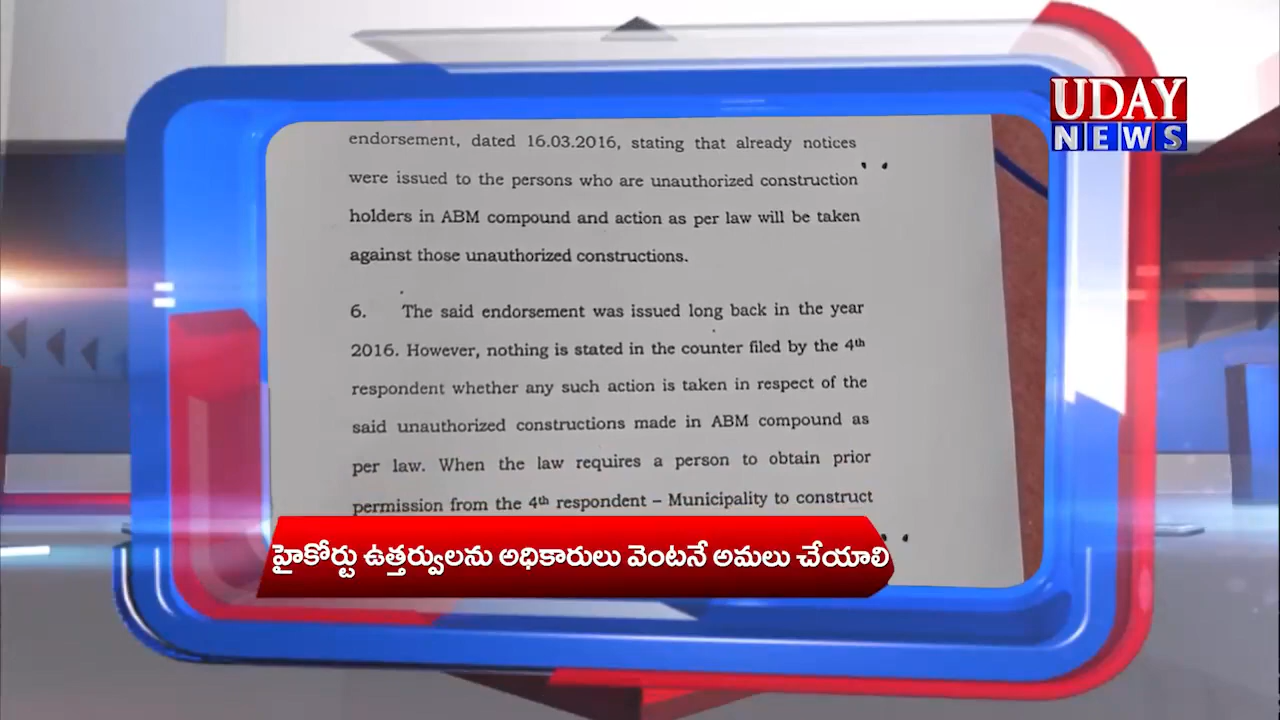 UDAY
NEWS
endorsement, dated 16.03.2016, stating that already notices
were issued to the persons who are unauthorized construction
holders in ABM compound and action as per law will be taken
against those unauthorized constructions.
6. The said endorsement was issued long back in the year
2016. However, nothing is stated in the counter filed by the 4th
respondent whether any such action is taken in respect of the
said unauthorized constructions made in ABM compound as
per law. When the law requires a person to obtain prior
permission from the 4th respondent – Municipality to construct
హైకోర్టు ఉత్తర్వులను అధికారులు వెంటనే అమలు చేయాలి